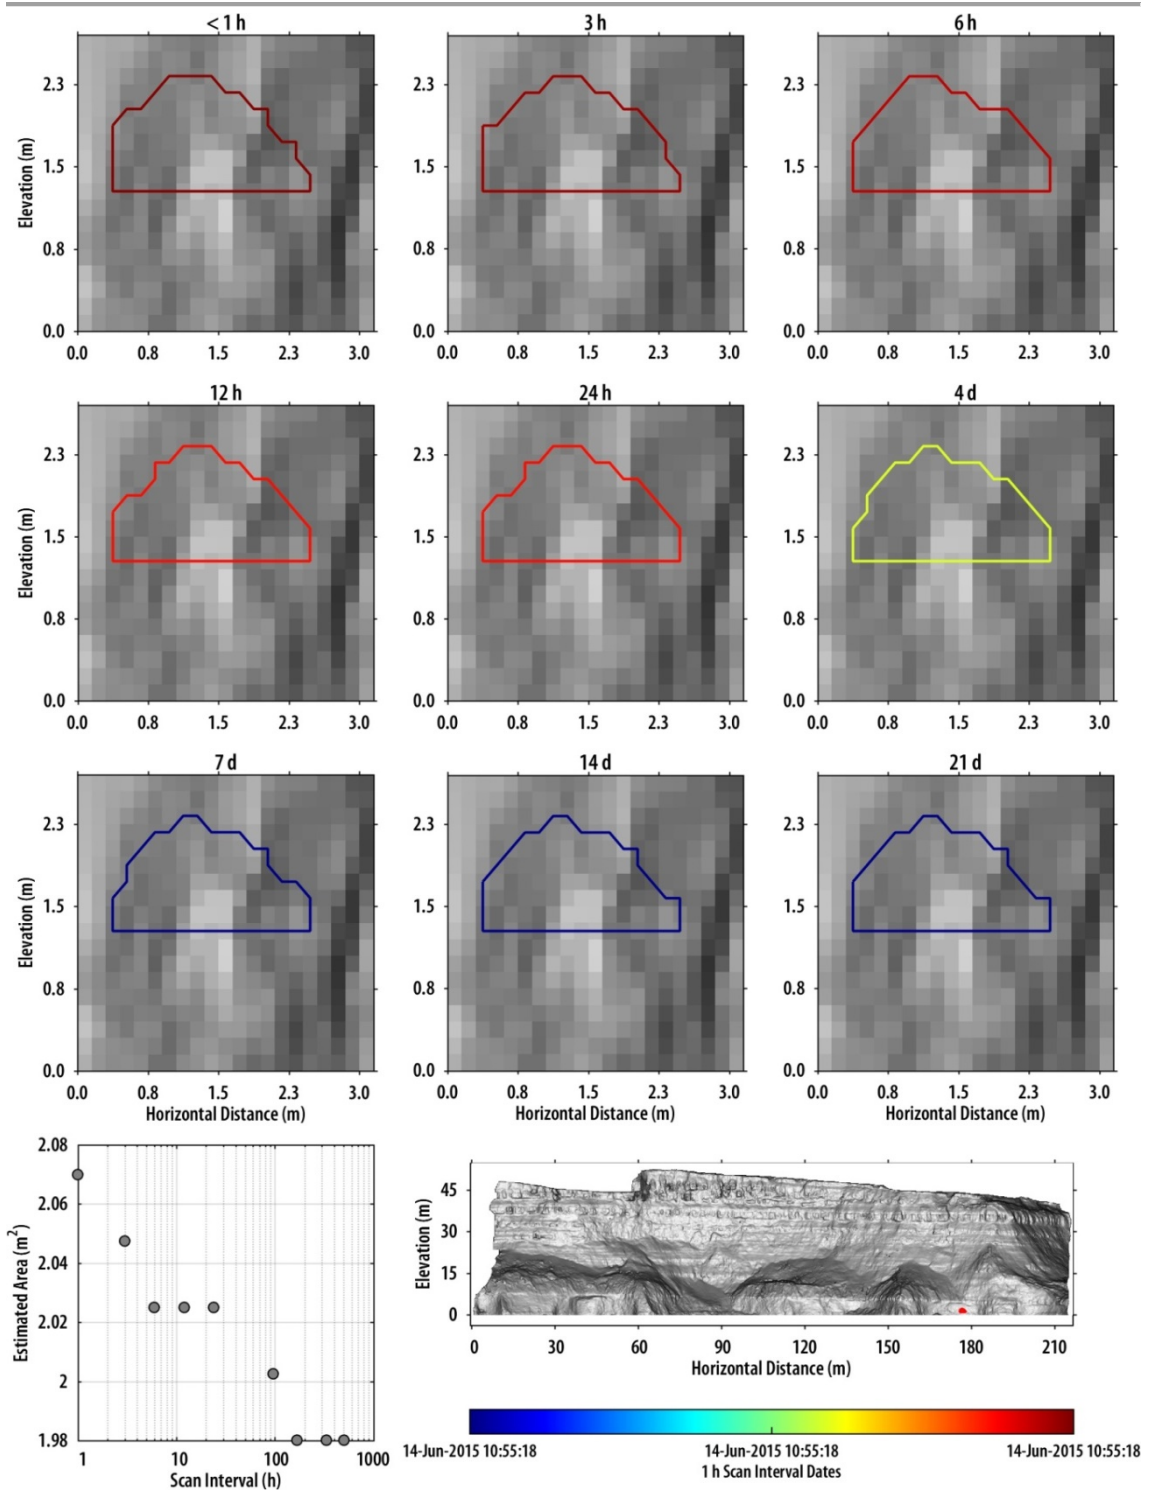 < 1 h 3 h 6 h
Elevation (m)
2.3 2.3 2.3
1.5 1.5 1.5
0.8 0.8 0.8
0.0 0.0 0.0
0.0 0.8 1.5 2.3 3.0 0.0 0.8 1.5 2.3 3.0 0.0 0.8 1.5 2.3 3.0
12 h 24 h 4 d
Elevation (m)
2.3 2.3 2.3
1.5 1.5 1.5
0.8 0.8 0.8
0.0 0.0 0.0
0.0 0.8 1.5 2.3 3.0 0.0 0.8 1.5 2.3 3.0 0.0 0.8 1.5 2.3 3.0
7 d 14 d 21 d
Elevation (m)
2.3 2.3 2.3
1.5 1.5 1.5
0.8 0.8 0.8
0.0 0.0 0.0
0.0 0.8 1.5 2.3 3.0 0.0 0.8 1.5 2.3 3.0 0.0 0.8 1.5 2.3 3.0
Horizontal Distance (m) Horizontal Distance (m) Horizontal Distance (m)
Estimated Area (m²)
2.08
2.06
2.04
2.02
2
1.98
1 10 100 1000
Scan Interval (h)
Elevation (m)
45
30
15
0
0 30 60 90 120 150 180 210
Horizontal Distance (m)
14-Jun-2015 10:55:18 14-Jun-2015 10:55:18 14-Jun-2015 10:55:18
1 h Scan Interval Dates